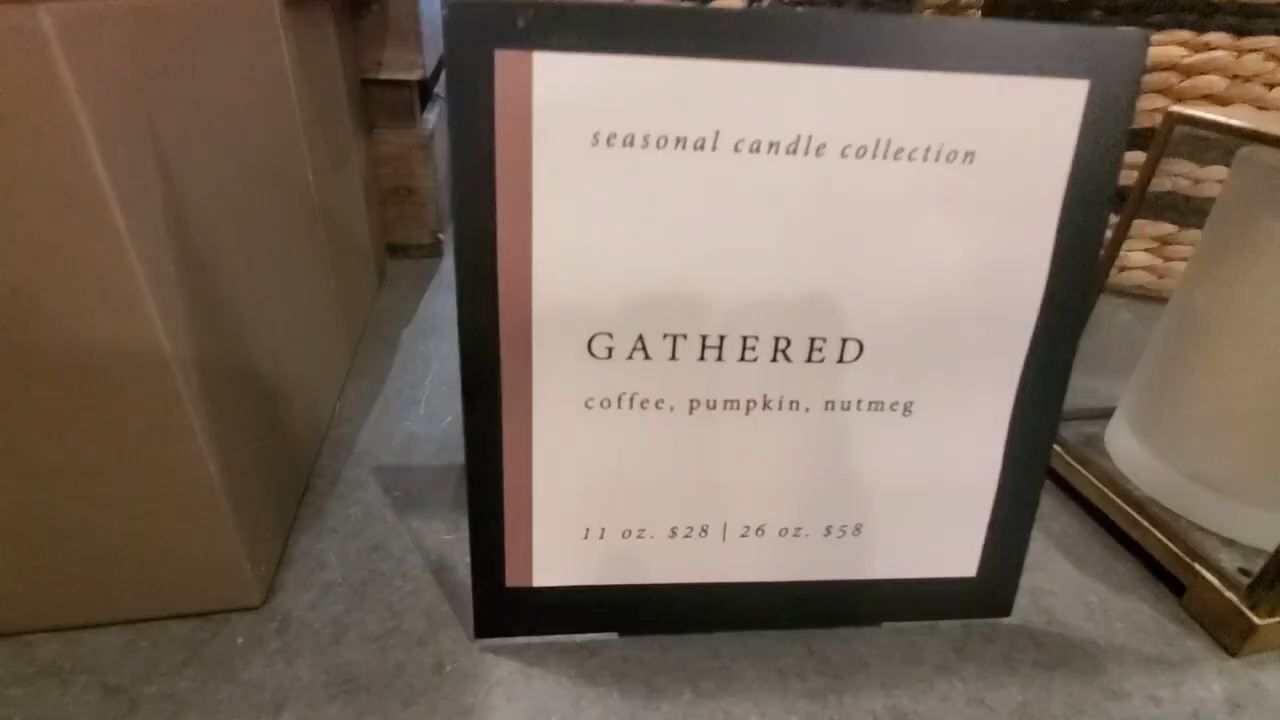 seasonal candle collection
GATHERED
coffee, pumpkin, nutmeg
11 oz. $28 | 26 oz. $58